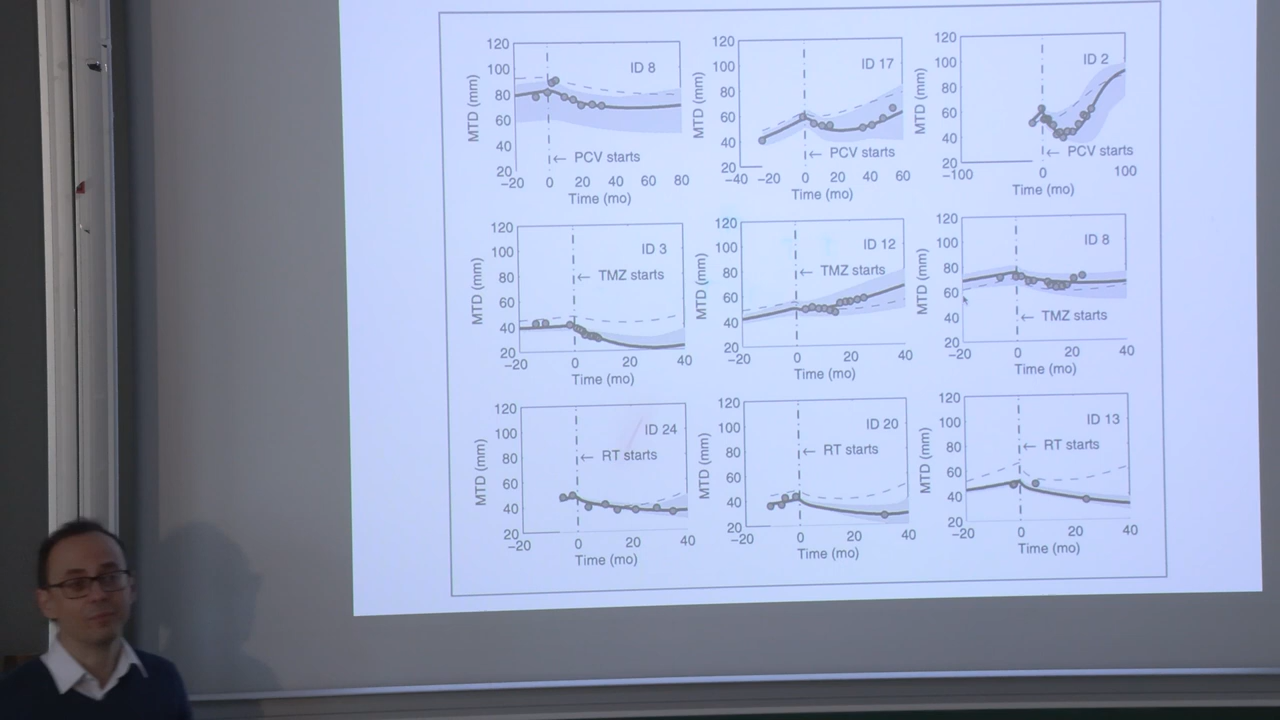 120
100
80
60
40
20
MTD (mm)
ID 8
← PCV starts
−20 0 20 40 60 80
Time (mo)
120
100
80
60
40
20
MTD (mm)
ID 17
← PCV starts
−40 −20 0 20 40 60
Time (mo)
120
100
80
60
40
20
MTD (mm)
ID 2
← PCV starts
−100 0 100
Time (mo)
120
100
80
60
40
20
MTD (mm)
ID 3
← TMZ starts
−20 0 20 40
Time (mo)
120
100
80
60
40
20
MTD (mm)
ID 12
← TMZ starts
−20 0 20 40
Time (mo)
120
100
80
60
40
20
MTD (mm)
ID 8
← TMZ starts
−20 0 20 40
Time (mo)
120
100
80
60
40
20
MTD (mm)
ID 24
← RT starts
−20 0 20 40
Time (mo)
120
100
80
60
40
20
MTD (mm)
ID 20
← RT starts
−20 0 20 40
Time (mo)
120
100
80
60
40
20
MTD (mm)
ID 13
← RT starts
−20 0 20 40
Time (mo)